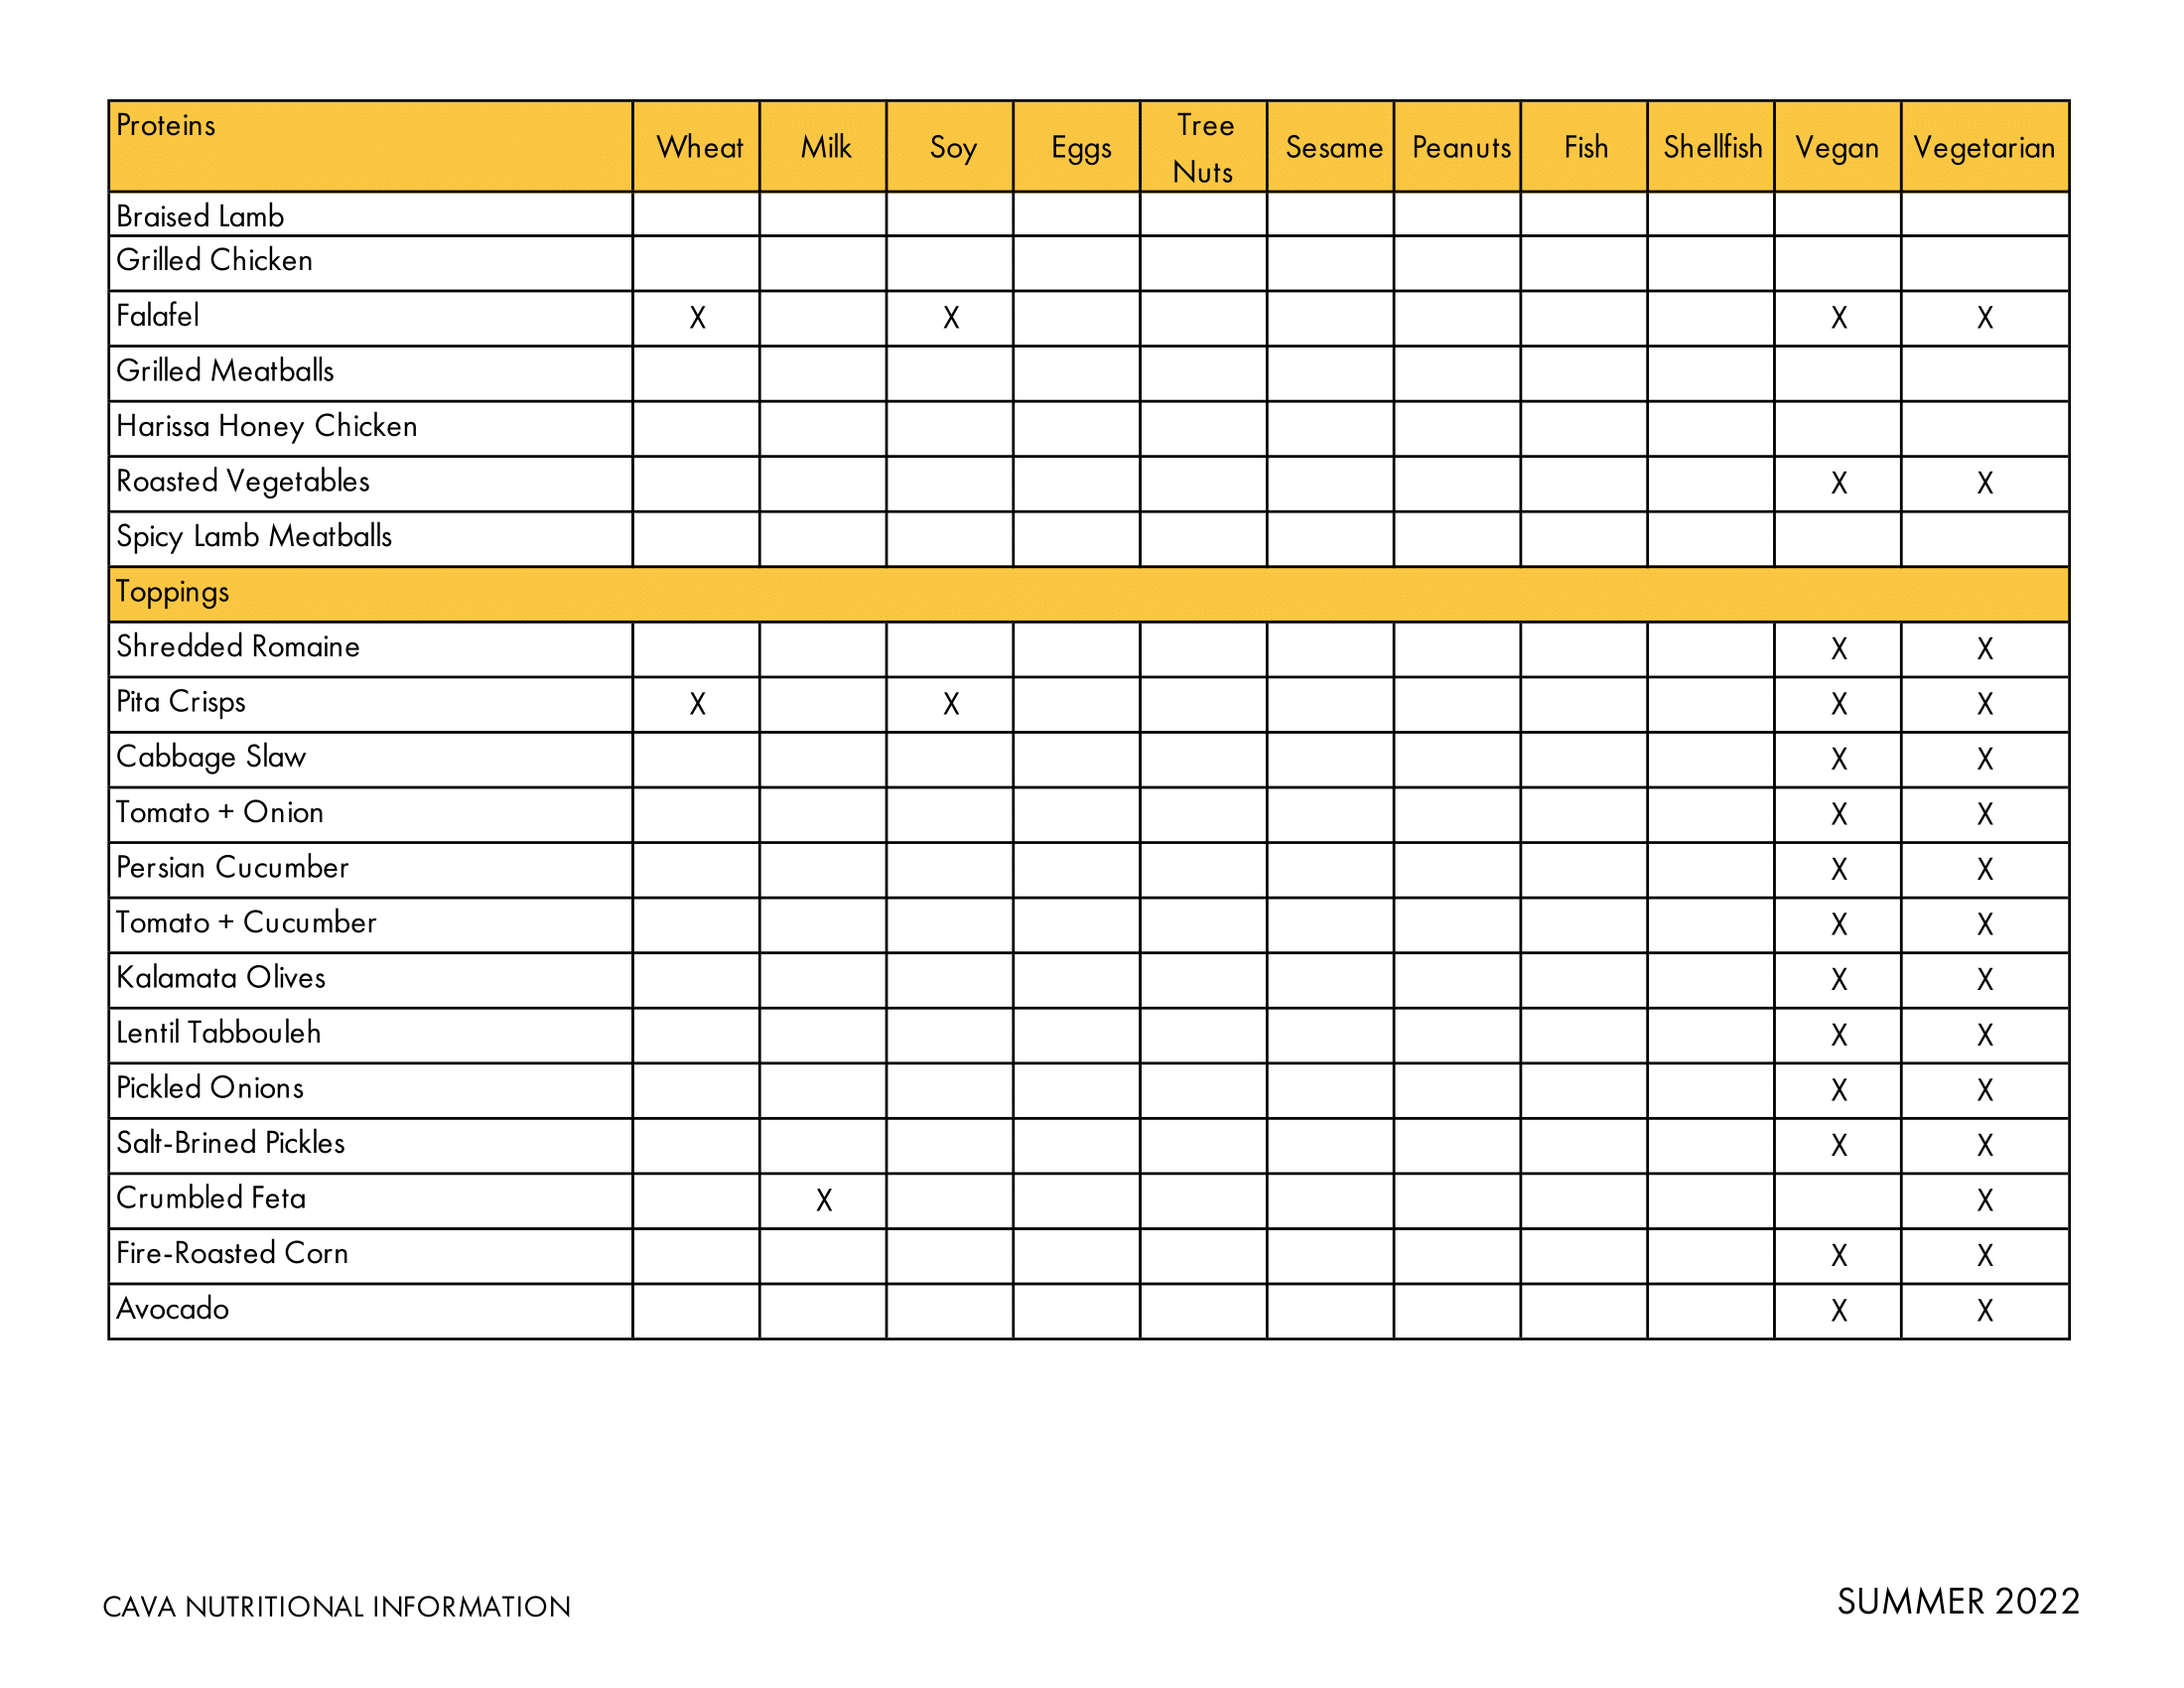 Proteins Wheat Milk Soy Eggs Tree Nuts Sesame Peanuts Fish Shellfish Vegan Vegetarian
Braised Lamb
Grilled Chicken
Falafel X X X X
Grilled Meatballs
Harissa Honey Chicken
Roasted Vegetables X X
Spicy Lamb Meatballs
Toppings
Shredded Romaine X X
Pita Crisps X X X X
Cabbage Slaw X X
Tomato + Onion X X
Persian Cucumber X X
Tomato + Cucumber X X
Kalamata Olives X X
Lentil Tabbouleh X X
Pickled Onions X X
Salt-Brined Pickles X X
Crumbled Feta X X
Fire-Roasted Corn X X
Avocado X X
CAVA NUTRITIONAL INFORMATION SUMMER 2022